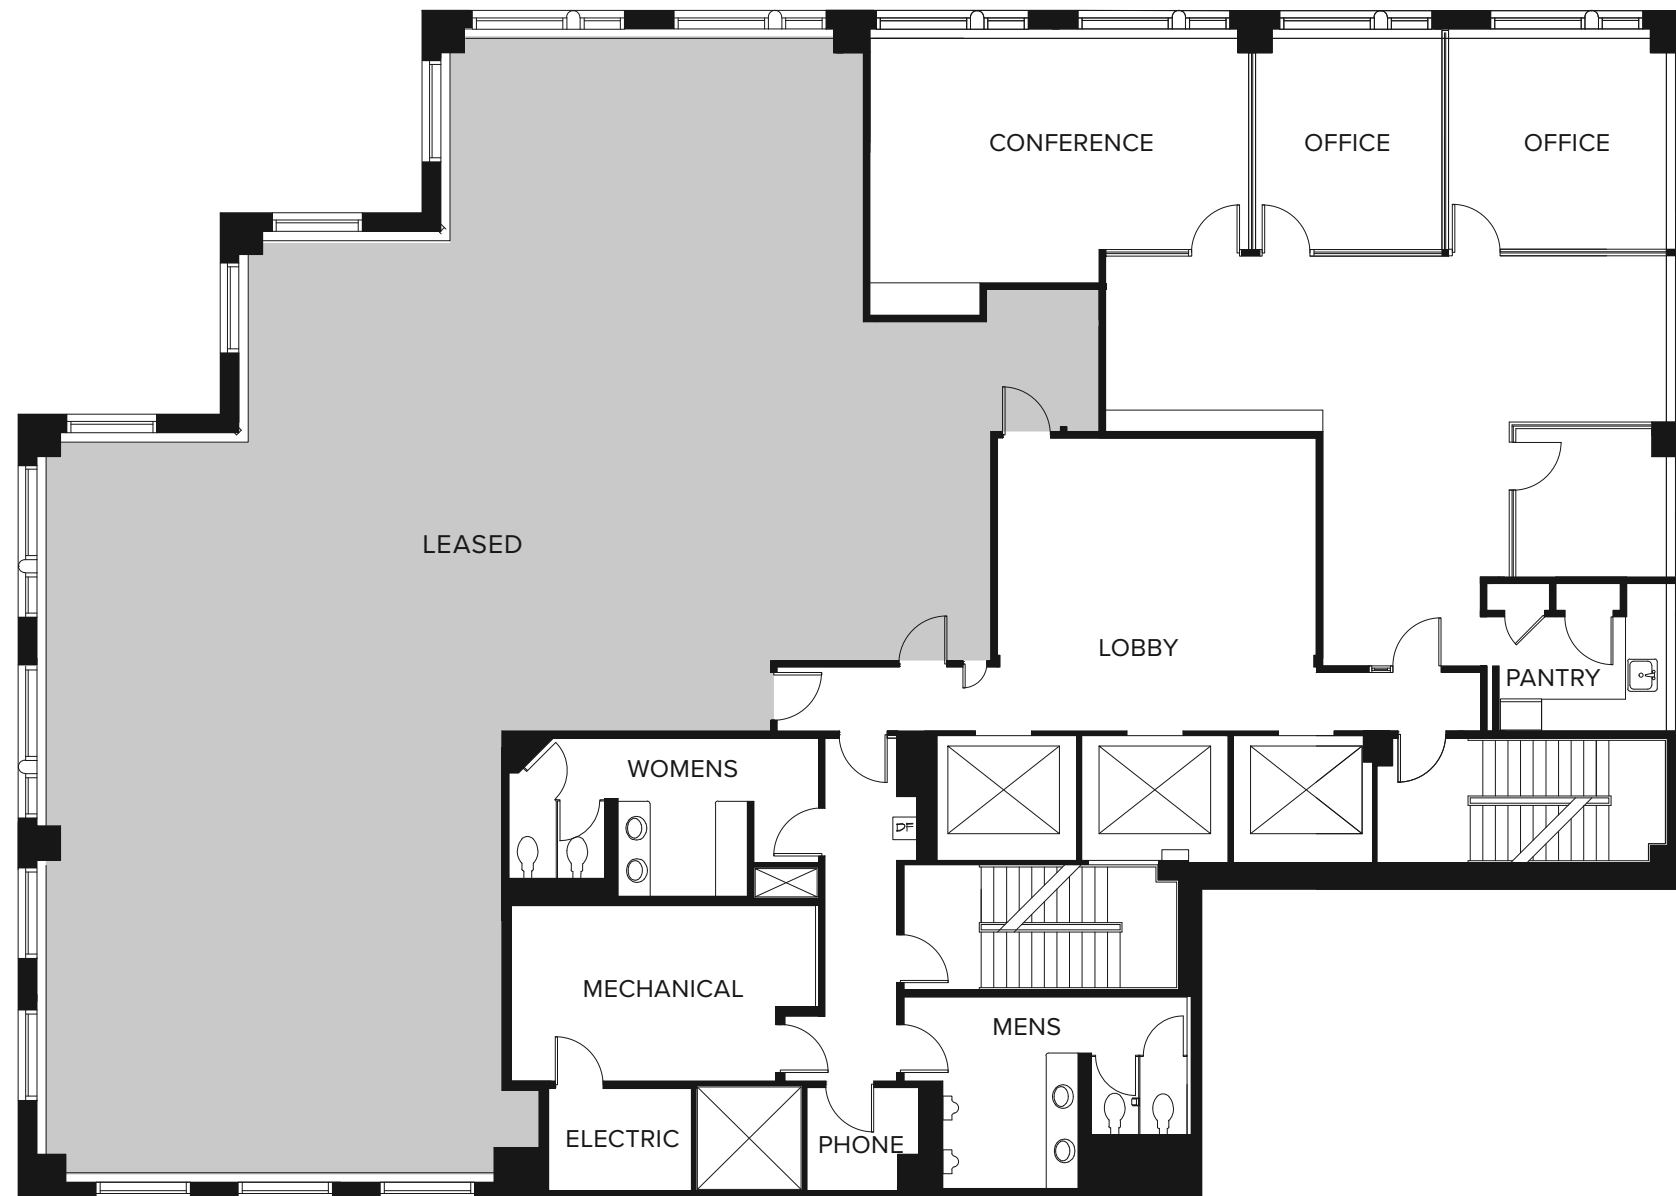 CONFERENCE
OFFICE
OFFICE
LEASED
LOBBY
PANTRY
WOMENS
DF
MECHANICAL
MENS
ELECTRIC
PHONE